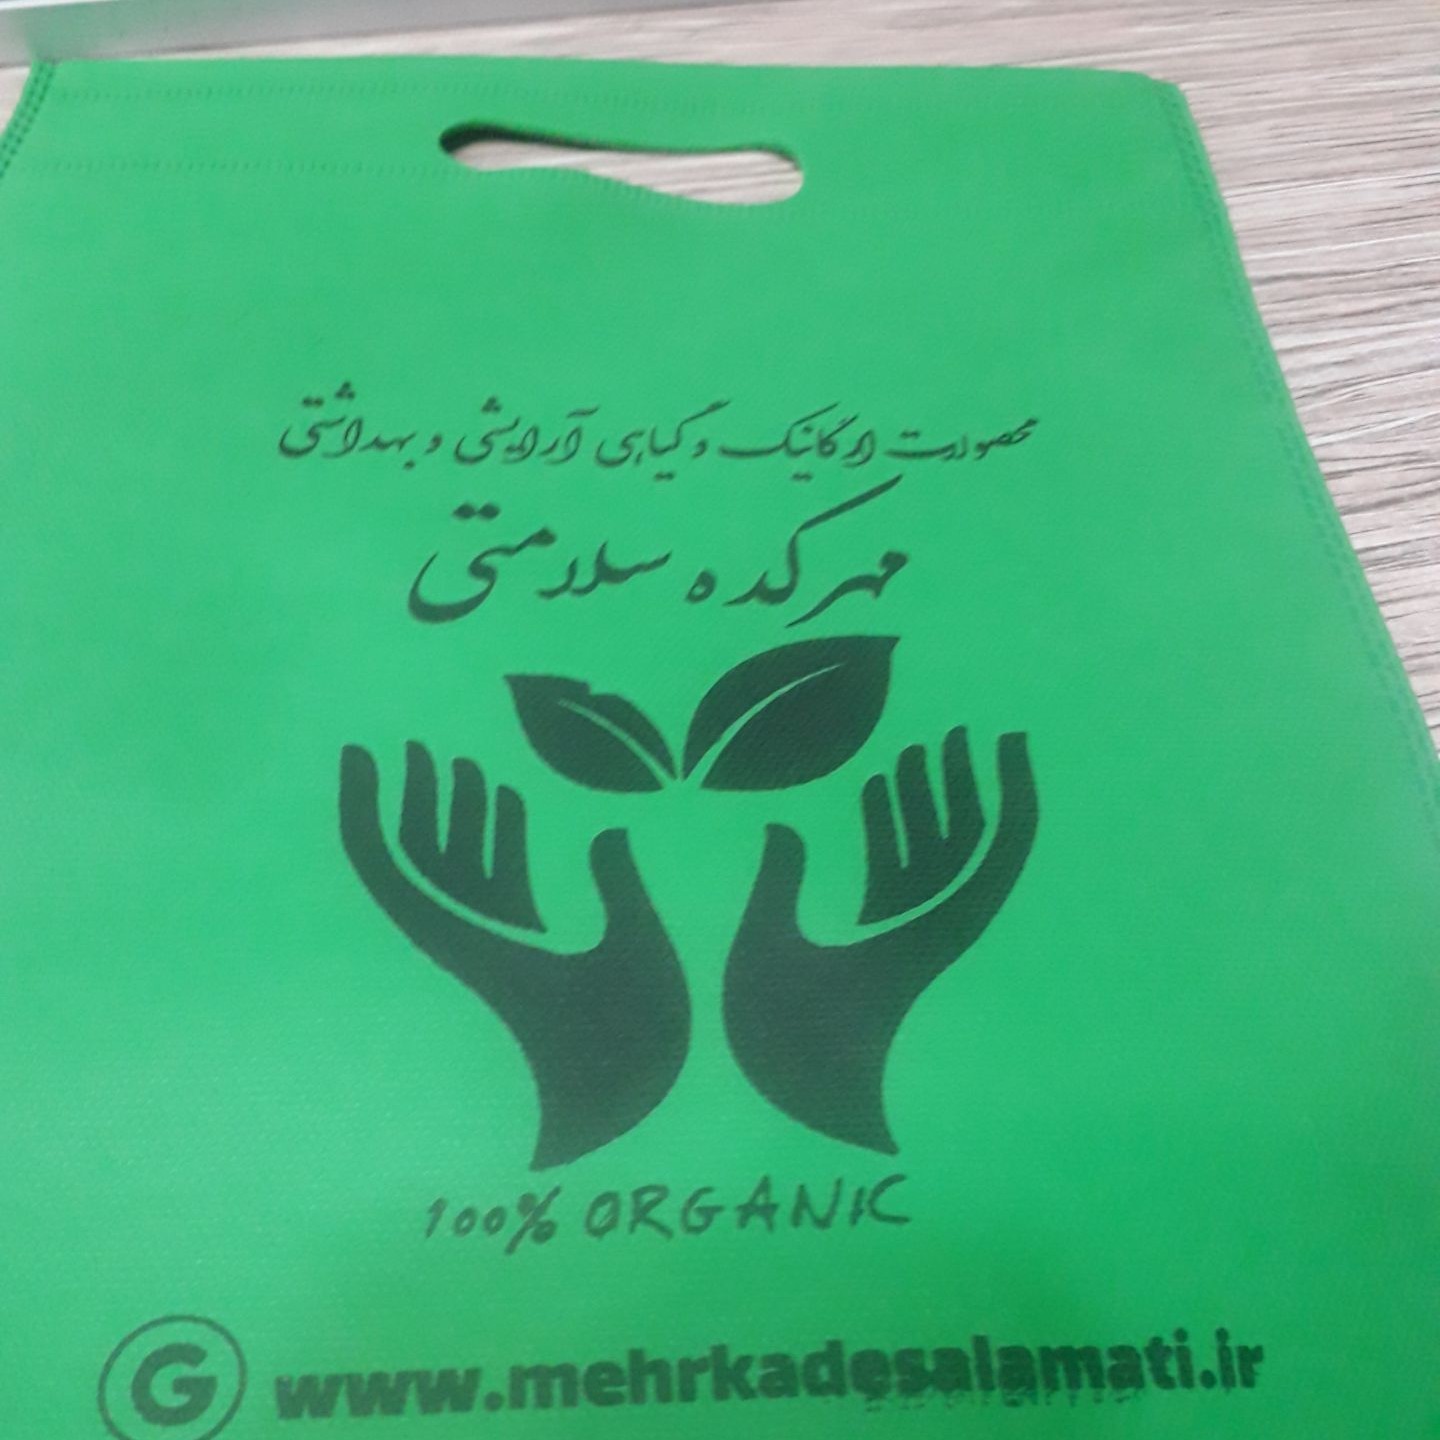 محصولات ارگانیک و گیاهی آرایشی و بهداشتی
مهرکده سلامتی
100% ORGANIC
G www.mehrkadesalamati.ir